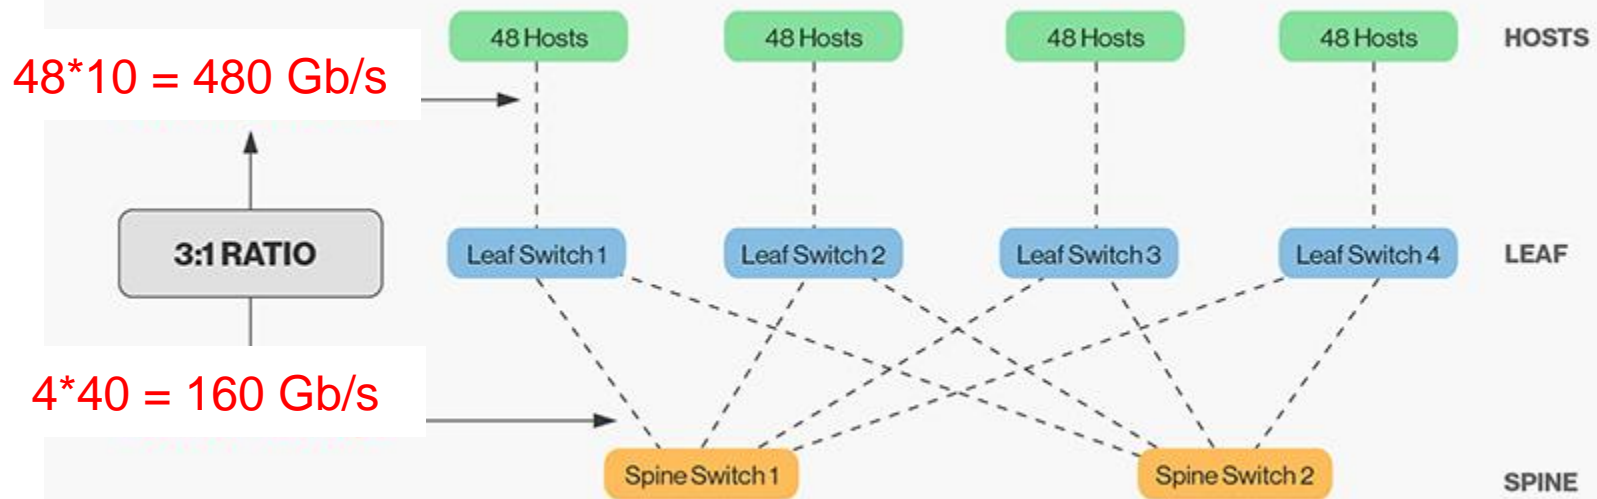 48 Hosts
48 Hosts
48 Hosts
48 Hosts
HOSTS
48*10 = 480 Gb/s
3:1 RATIO
Leaf Switch 1
Leaf Switch 2
Leaf Switch 3
Leaf Switch 4
LEAF
4*40 = 160 Gb/s
Spine Switch 1
Spine Switch 2
SPINE